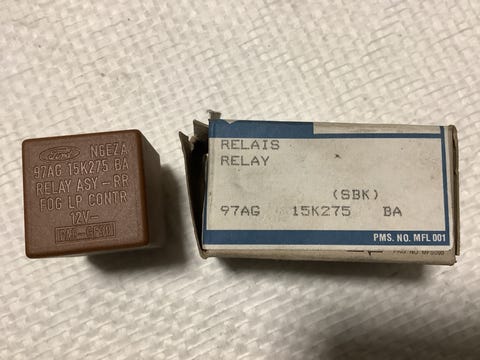 Ford NGEZA
97AG 15K275 BA
RELAY ASY-RR
FOG LP CONTR
12V
RELAIS
RELAY
(SBK)
97AG 15K275 BA
PMS. NO. MFL 001